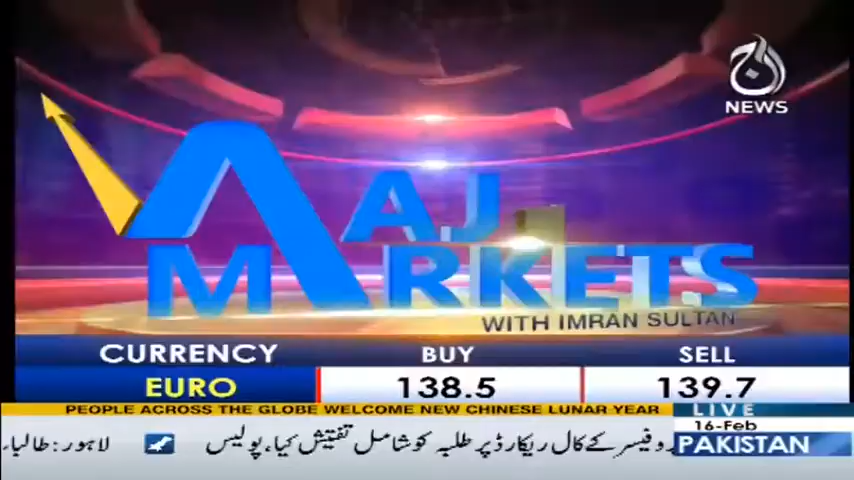 آج
NEWS
AAJ
MARKETS
WITH IMRAN SULTAN
CURRENCY BUY SELL
EURO 138.5 139.7
PEOPLE ACROSS THE GLOBE WELCOME NEW CHINESE LUNAR YEAR
LIVE
16-Feb
PAKISTAN
کے کال ریکارڈ پر طلبہ کو شامل تفتیش کیا، پولیس لاہور: طالبا